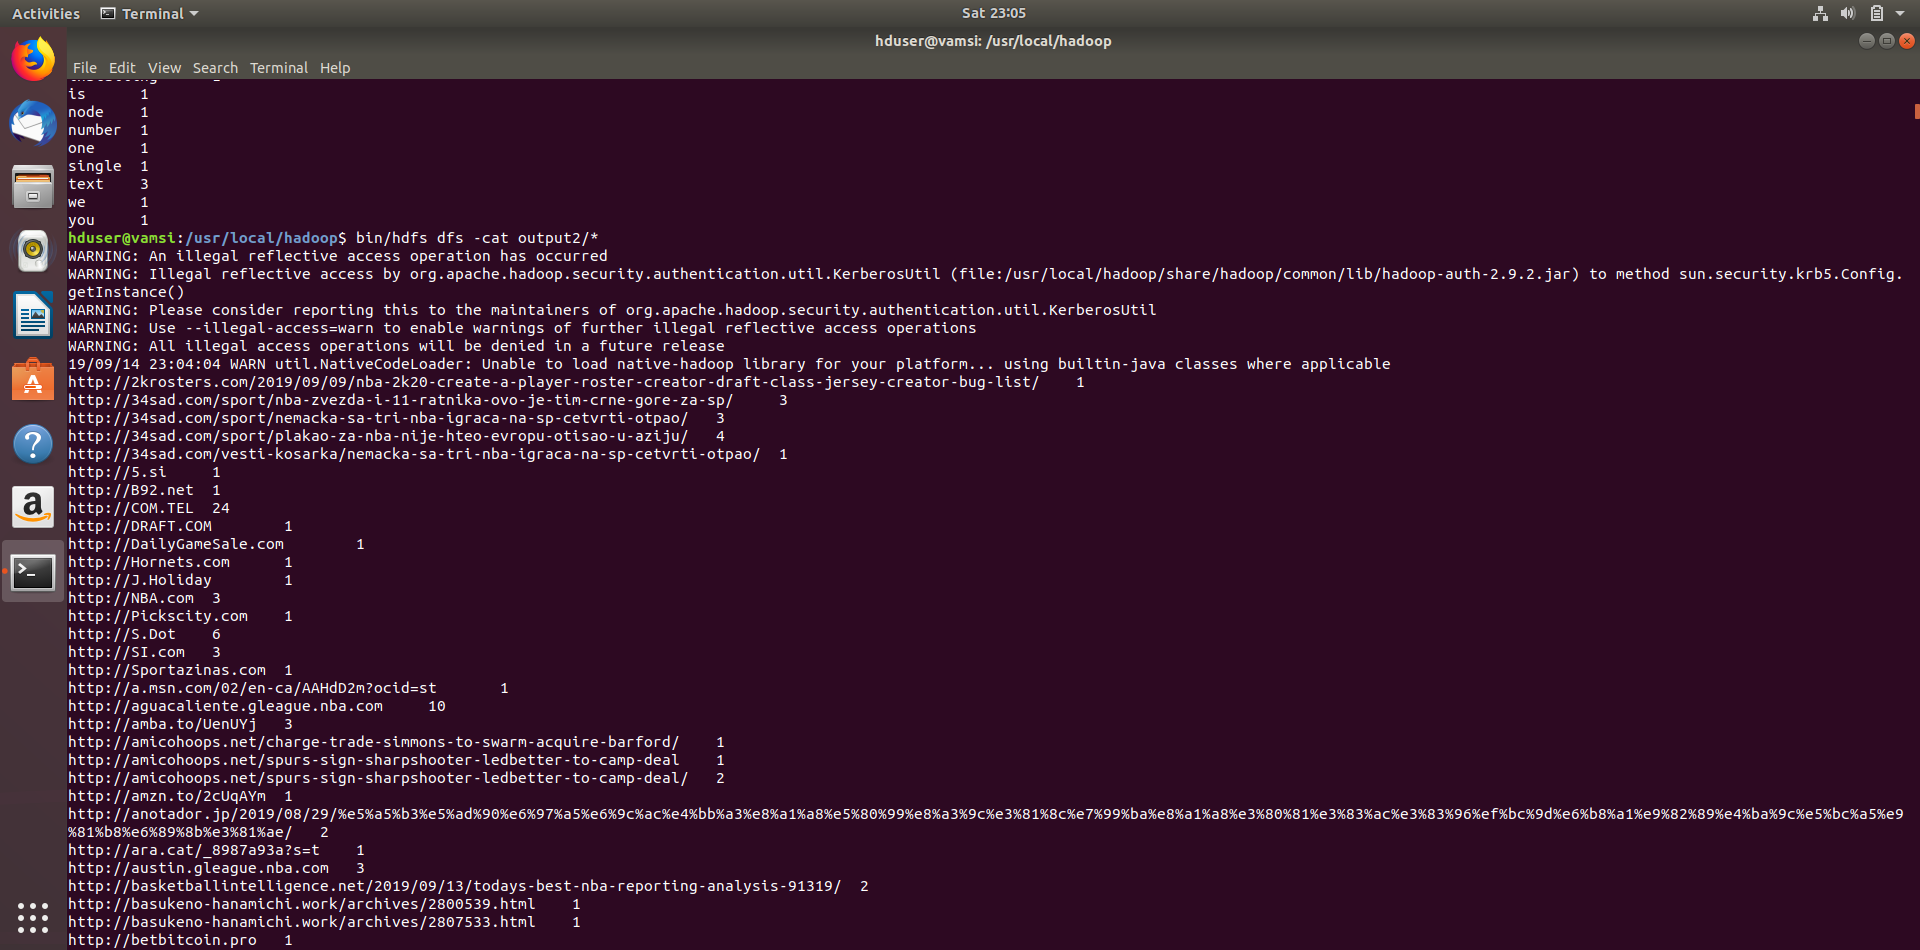 Activities Terminal Sat 23:05
hduser@vamsi: /usr/local/hadoop
File Edit View Search Terminal Help
is 1
node 1
number 1
one 1
single 1
text 3
we 1
you 1
hduser@vamsi:/usr/local/hadoop$ bin/hdfs dfs -cat output2/*
WARNING: An illegal reflective access operation has occurred
WARNING: Illegal reflective access by org.apache.hadoop.security.authentication.util.KerberosUtil (file:/usr/local/hadoop/share/hadoop/common/lib/hadoop-auth-2.9.2.jar) to method sun.security.krb5.Config.
getInstance()
WARNING: Please consider reporting this to the maintainers of org.apache.hadoop.security.authentication.util.KerberosUtil
WARNING: Use --illegal-access=warn to enable warnings of further illegal reflective access operations
WARNING: All illegal access operations will be denied in a future release
19/09/14 23:04:04 WARN util.NativeCodeLoader: Unable to load native-hadoop library for your platform... using builtin-java classes where applicable
http://2krosters.com/2019/09/09/nba-2k20-create-a-player-roster-creator-draft-class-jersey-creator-bug-list/ 1
http://34sad.com/sport/nba-zvezda-i-11-ratnika-ovo-je-tim-crne-gore-za-sp/ 3
http://34sad.com/sport/nemacka-sa-tri-nba-igraca-na-sp-cetvrti-otpao/ 3
http://34sad.com/sport/plakao-za-nba-nije-hteo-evropu-otisao-u-aziju/ 4
http://34sad.com/vesti-kosarka/nemacka-sa-tri-nba-igraca-na-sp-cetvrti-otpao/ 1
http://5.si 1
http://B92.net 1
http://COM.TEL 24
http://DRAFT.COM 1
http://DailyGameSale.com 1
http://Hornets.com 1
http://J.Holiday 1
http://NBA.com 3
http://Pickscity.com 1
http://S.Dot 6
http://SI.com 3
http://Sportazinas.com 1
http://a.msn.com/02/en-ca/AAHdD2m?ocid=st 1
http://aguacaliente.gleague.nba.com 10
http://amba.to/UenUYj 3
http://amicohoops.net/charge-trade-simmons-to-swarm-acquire-barford/ 1
http://amicohoops.net/spurs-sign-sharpshooter-ledbetter-to-camp-deal 1
http://amicohoops.net/spurs-sign-sharpshooter-ledbetter-to-camp-deal/ 2
http://amzn.to/2cUqAYm 1
http://anotador.jp/2019/08/29/%e5%a5%b3%e5%ad%90%e6%97%a5%e6%9c%ac%e4%bb%a3%e8%a1%a8%e5%80%99%e8%a3%9c%e3%81%8c%e7%99%ba%e8%a1%a8%e3%80%81%e3%83%ac%e3%83%96%ef%bc%9d%e6%b8%a1%e9%82%89%e4%ba%9c%e5%bc%a5%e9
%81%b8%e6%89%8b%e3%81%ae/ 2
http://ara.cat/_8987a93a?s=t 1
http://austin.gleague.nba.com 3
http://basketballintelligence.net/2019/09/13/todays-best-nba-reporting-analysis-91319/ 2
http://basukeno-hanamichi.work/archives/2800539.html 1
http://basukeno-hanamichi.work/archives/2807533.html 1
http://betbitcoin.pro 1